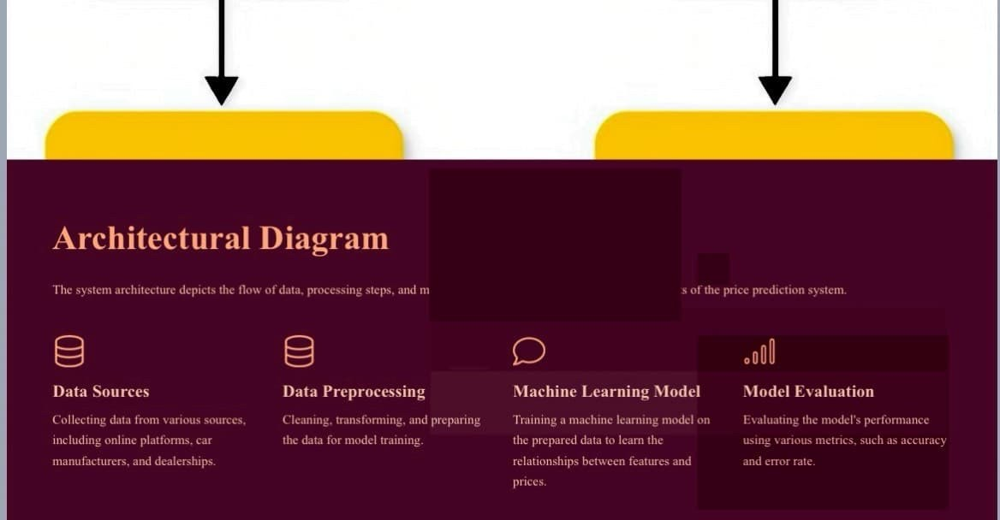 Architectural Diagram
The system architecture depicts the flow of data, processing steps, and of the price prediction system.
Data Sources
Collecting data from various sources,
including online platforms, car
manufacturers, and dealerships.
Data Preprocessing
Cleaning, transforming, and preparing
the data for model training.
Machine Learning Model
Training a machine learning model on
the prepared data to learn the
relationships between features and
prices.
Model Evaluation
Evaluating the model's performance
using various metrics, such as accuracy
and error rate.